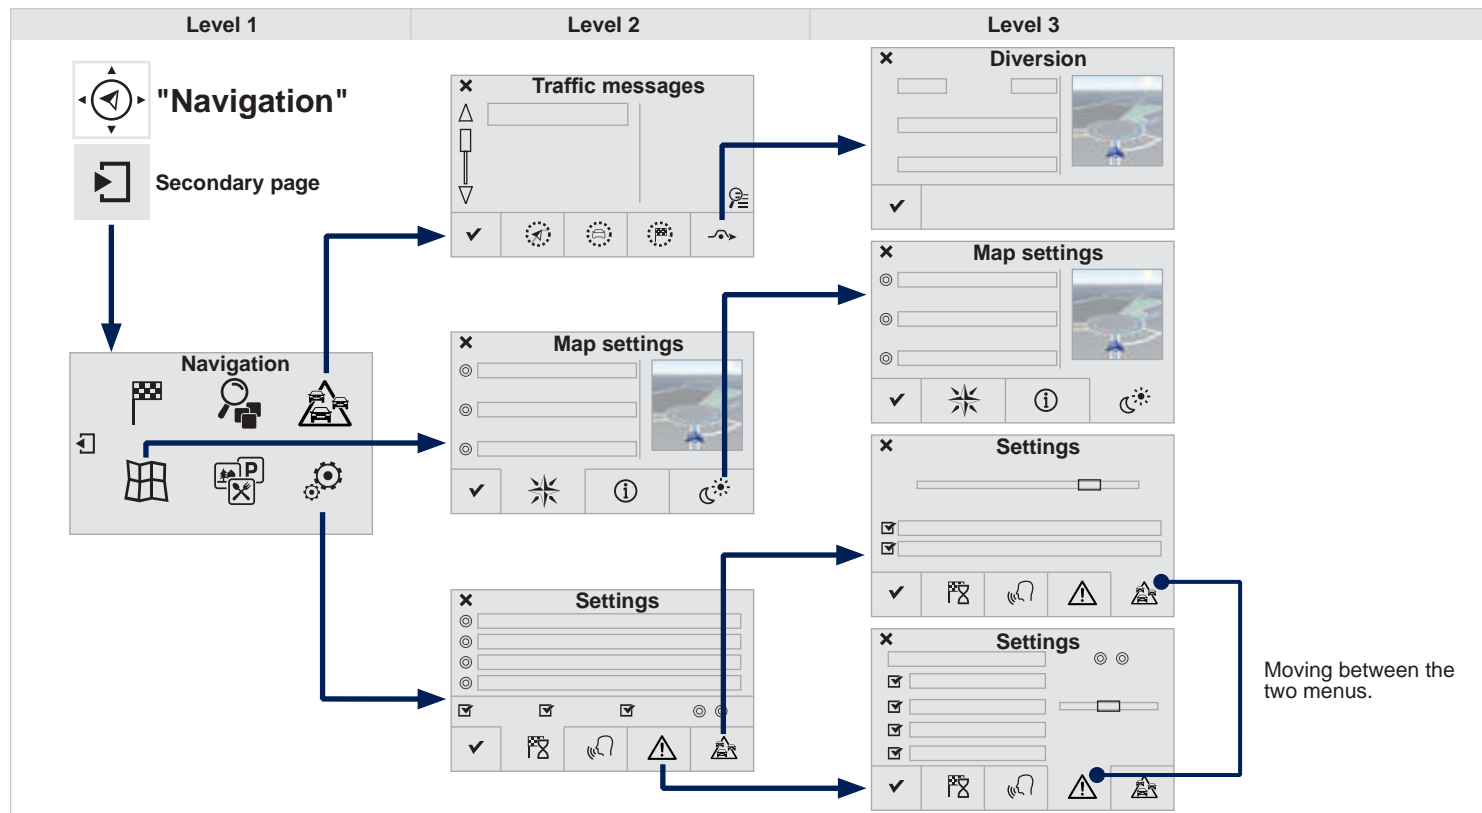 Level 1
Level 2
Level 3
"Navigation"
Secondary page
Navigation
P
Traffic messages
Map settings
i
Settings
Diversion
Map settings
i
Settings
Settings
Moving between the
two menus.